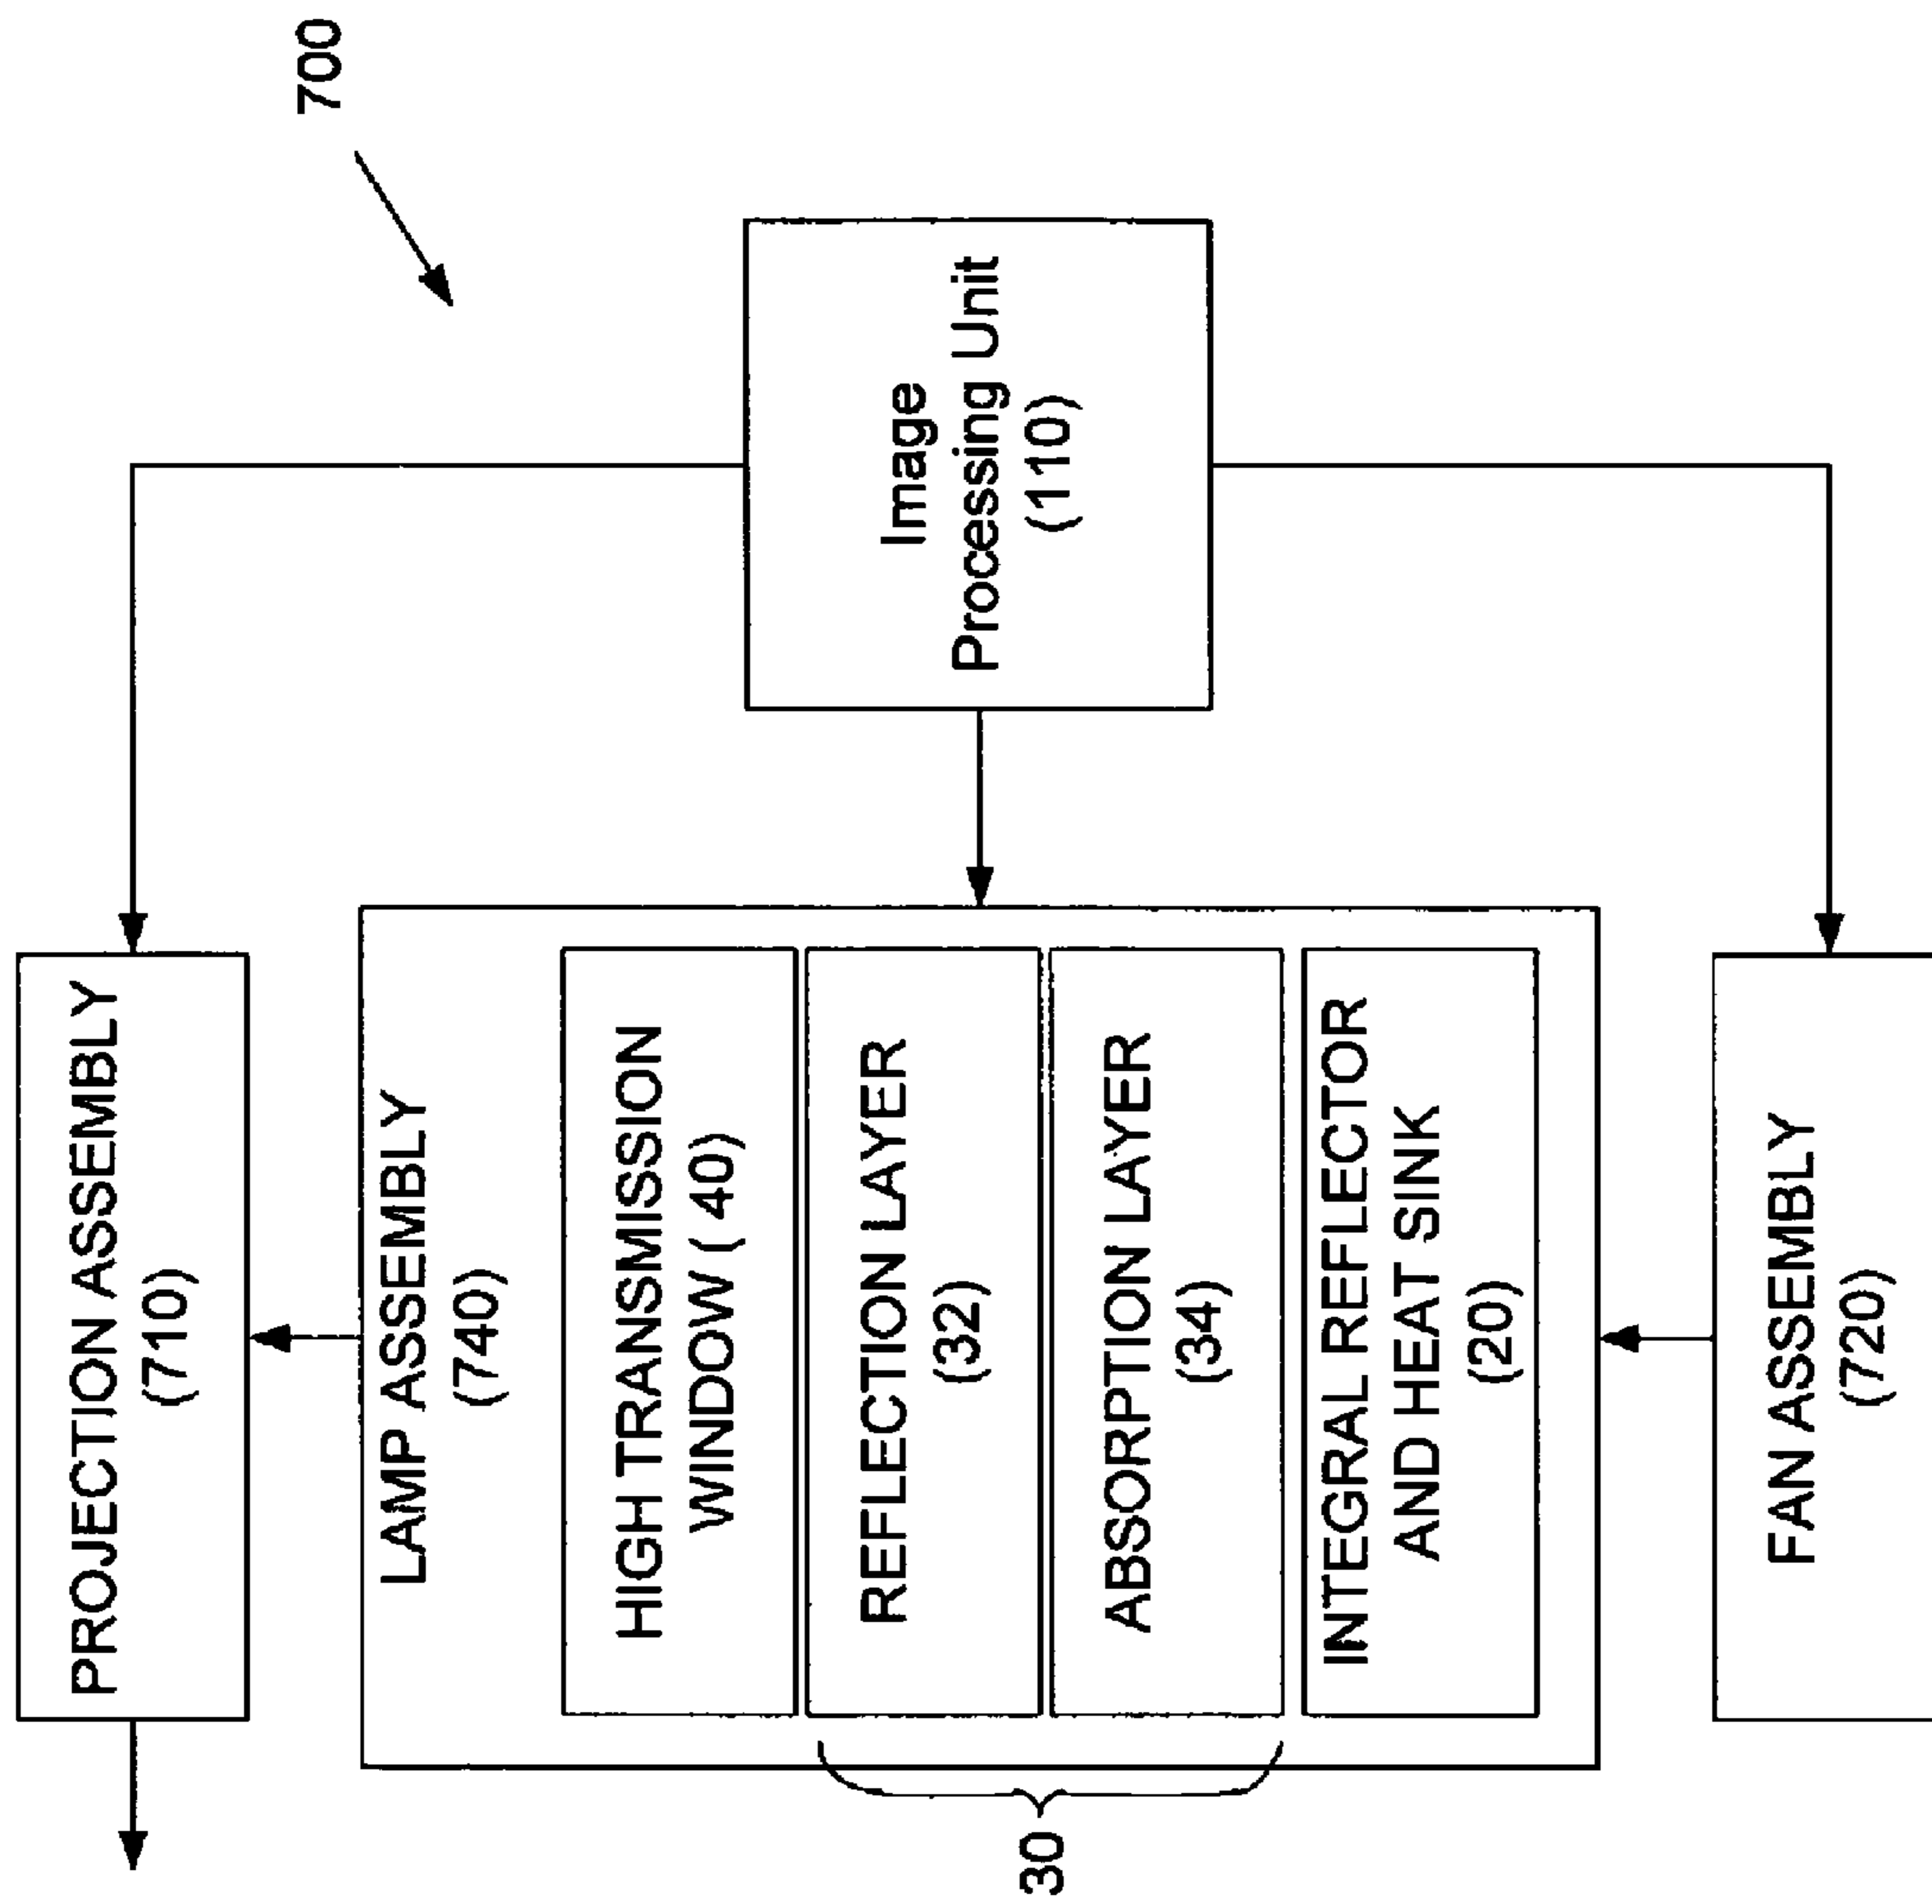 700
Image
Processing Unit
(110)
PROJECTION ASSEMBLY
(710)
LAMP ASSEMBLY
(740)
HIGH TRANSMISSION
WINDOW ( 40)
REFLECTION LAYER
(32)
ABSORPTION LAYER
(34)
INTEGRAL REFLECTOR
AND HEAT SINK
(20)
FAN ASSEMBLY
(720)
30